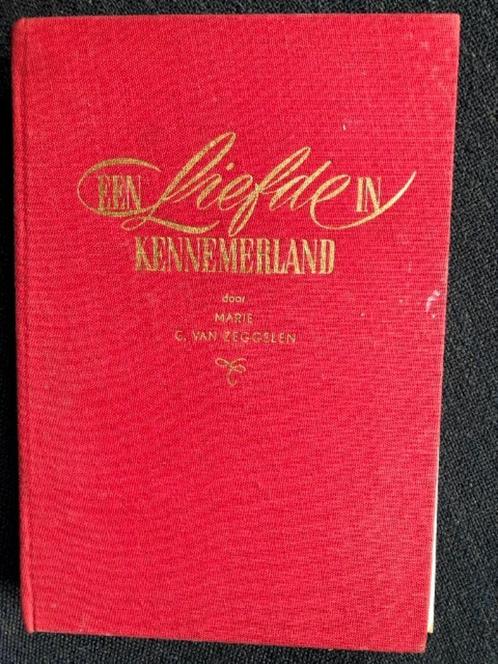 EEN Liefde IN
KENNEMERLAND
door
MARIE
C. VAN ZEGGELEN